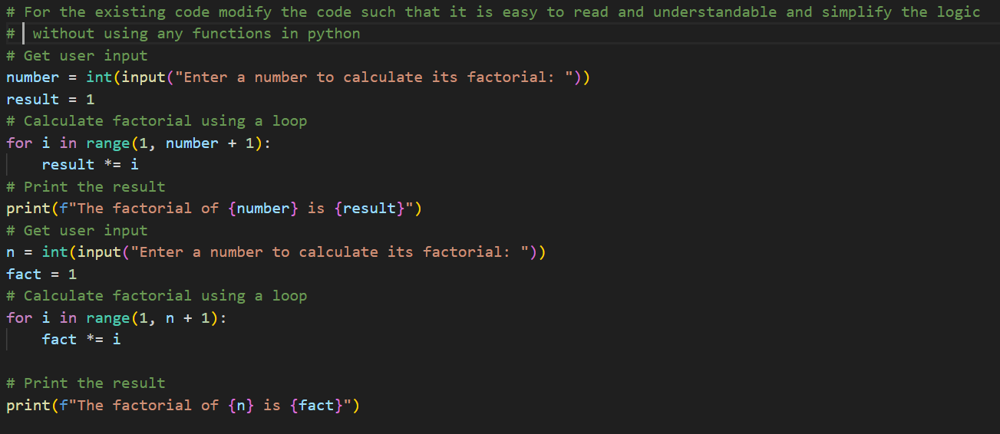 # For the existing code modify the code such that it is easy to read and understandable and simplify the logic
# without using any functions in python
# Get user input
number = int(input("Enter a number to calculate its factorial: "))
result = 1
# Calculate factorial using a loop
for i in range(1, number + 1):
    result *= i
# Print the result
print(f"The factorial of {number} is {result}")
# Get user input
n = int(input("Enter a number to calculate its factorial: "))
fact = 1
# Calculate factorial using a loop
for i in range(1, n + 1):
    fact *= i
# Print the result
print(f"The factorial of {n} is {fact}")